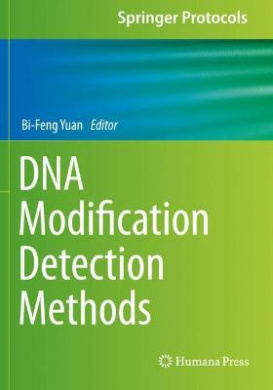 Springer Protocols
Bi-Feng Yuan Editor
DNA
Modification
Detection
Methods
Humana Press